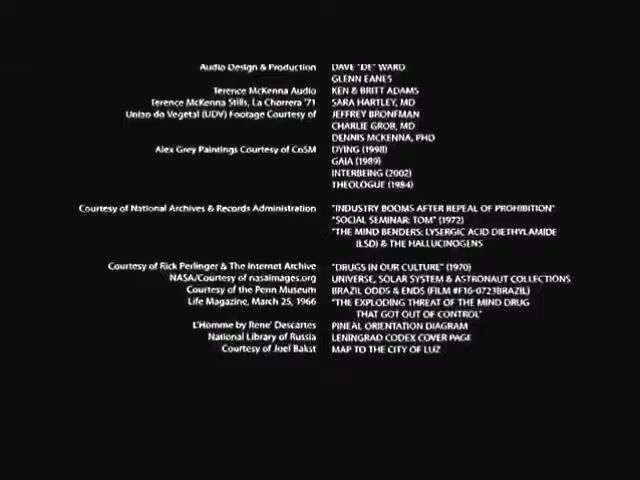 Audio Design & Production DAVE "DE" WARD
GLENN EANES
Terence McKenna Audio KEN & BRITT ADAMS
Terence McKenna Stills, La Chorrera '71 SARA HARTLEY, MD
Uniao do Vegetal (UDV) Footage Courtesy of JEFFREY BRONFMAN
CHARLIE GROB, MD
DENNIS MCKENNA, PHD
Alex Grey Paintings Courtesy of CoSM DYING (1998)
GAIA (1989)
INTERBEING (2002)
THEOLOGUE (1984)
Courtesy of National Archives & Records Administration "INDUSTRY BOOMS AFTER REPEAL OF PROHIBITION"
"SOCIAL SEMINAR: TOM" (1972)
"THE MIND BENDERS: LYSERGIC ACID DIETHYLAMIDE
(LSD) & THE HALLUCINOGENS
Courtesy of Rick Perlinger & The Internet Archive "DRUGS IN OUR CULTURE" (1970)
NASA/Courtesy of nasaimages.org UNIVERSE, SOLAR SYSTEM & ASTRONAUT COLLECTIONS
Courtesy of the Penn Museum BRAZIL ODDS & ENDS (FILM #F16-0723BRAZIL)
Life Magazine, March 25, 1966 "THE EXPLODING THREAT OF THE MIND DRUG
THAT GOT OUT OF CONTROL"
L'Homme by Rene' Descartes PINEAL ORIENTATION DIAGRAM
National Library of Russia LENINGRAD CODEX COVER PAGE
Courtesy of Joel Bakst MAP TO THE CITY OF LUZ